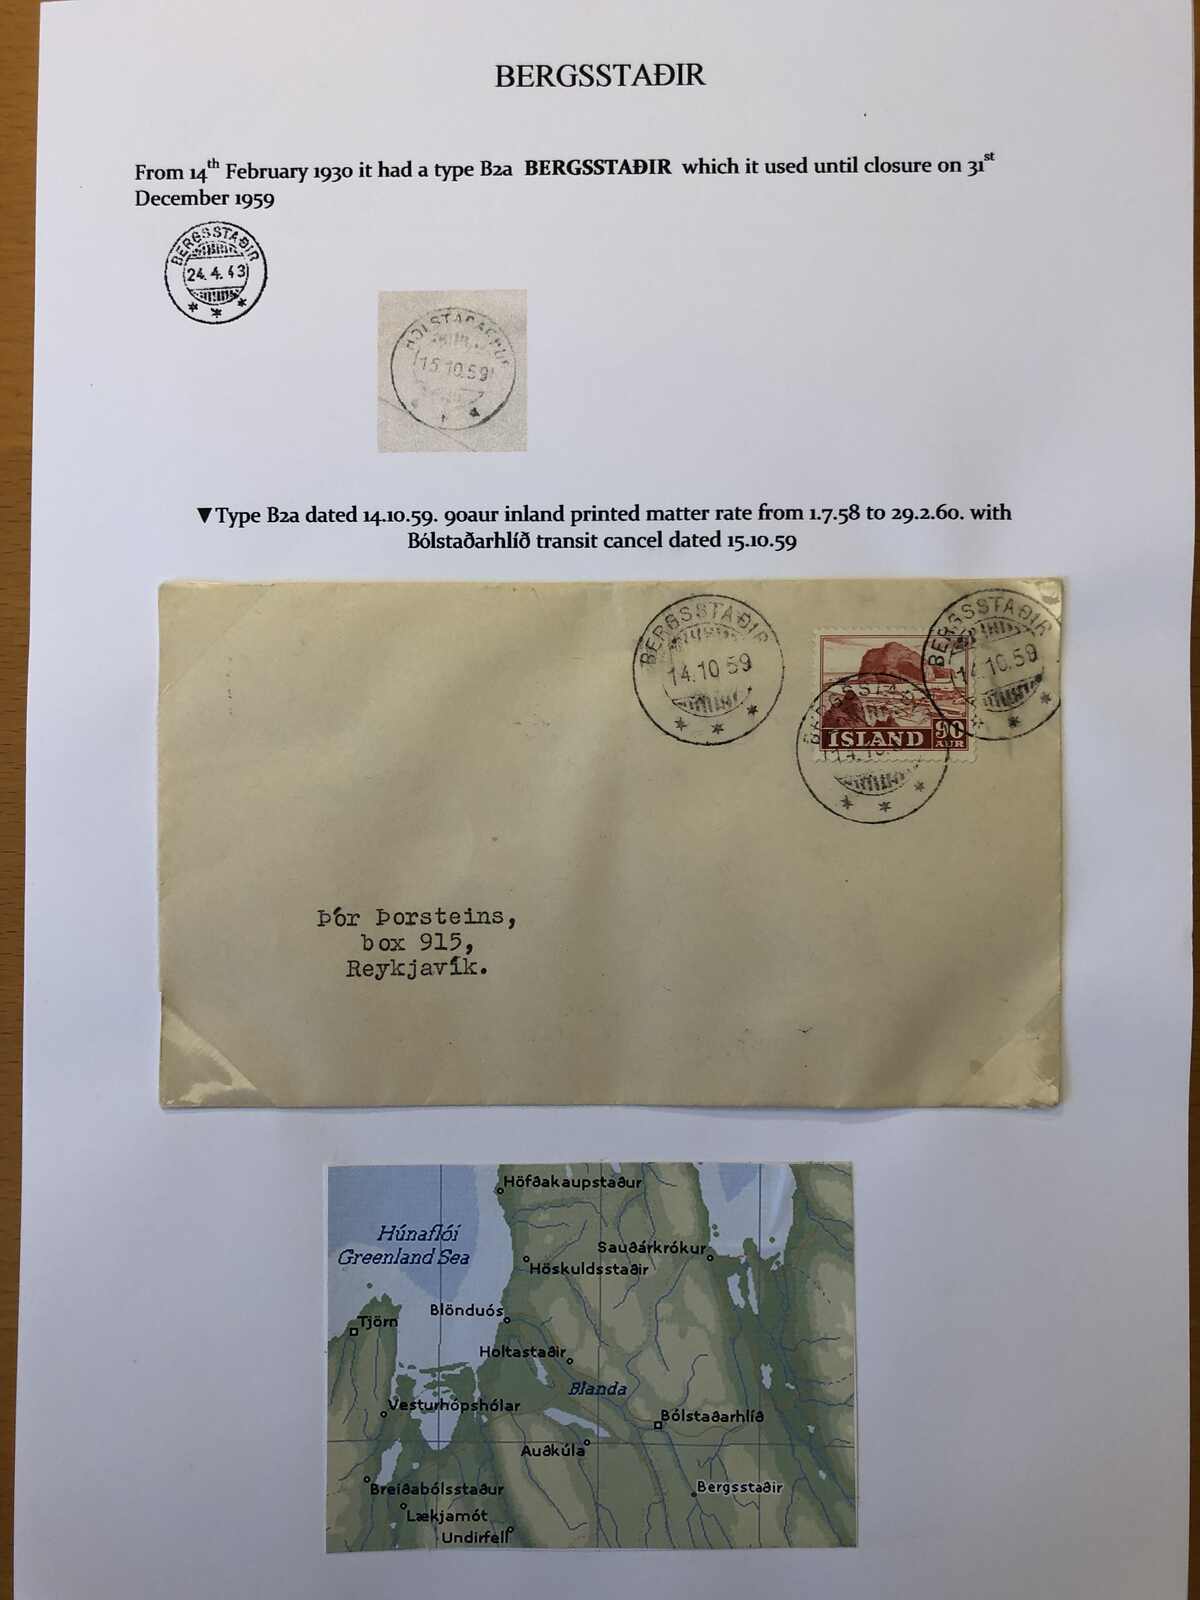 BERGSSTAÐIR
From 14th February 1930 it had a type B2a BERGSSTAÐIR which it used until closure on 31st
December 1959
BERGSSTAÐIR
24.4.43
15.10.59
▼Type B2a dated 14.10.59. 90aur inland printed matter rate from 1.7.58 to 29.2.60. with
Bólstaðarhlíð transit cancel dated 15.10.59
BERGSSTAÐIR
14.10 59
BERGSSTAÐIR
14.10.59
ÍSLAND 90
AUR
Þór Þorsteins,
box 915,
Reykjavík.
Höfðakaupstaður
Húnaflói
Greenland Sea
Sauðárkrókur
Höskuldsstaðir
Blönduós
Tjörn
Holtastaðir
Blanda
Vesturhópshólar
Bólstaðarhlíð
Auðkúla
Breiðabólsstaður
Bergsstaðir
Lækjamót
Undirfell